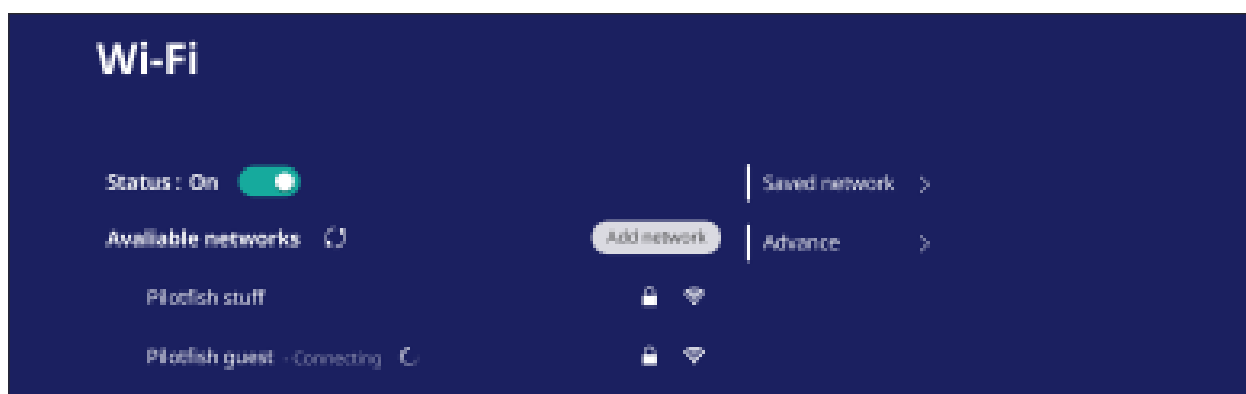 Wi-Fi
Status : On
Saved network
Available networks
Add network
Advance
Pilotfish stuff
Pilotfish guest - Connecting